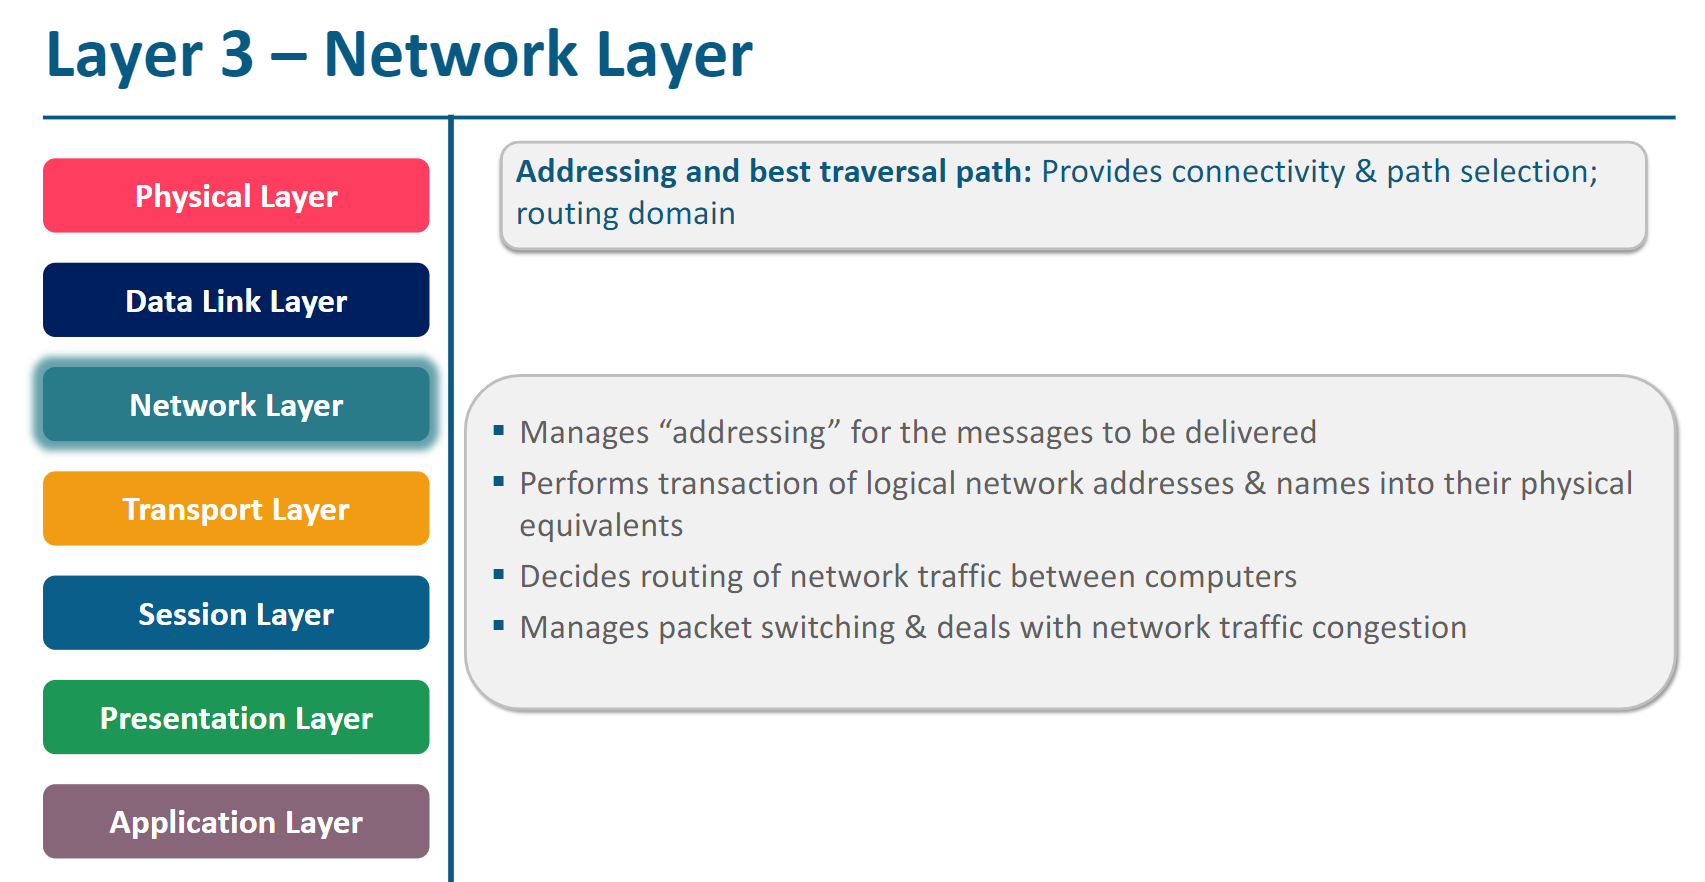 Layer 3 – Network Layer
Physical Layer
Data Link Layer
Network Layer
Transport Layer
Session Layer
Presentation Layer
Application Layer
Addressing and best traversal path: Provides connectivity & path selection;
routing domain
▪ Manages “addressing” for the messages to be delivered
▪ Performs transaction of logical network addresses & names into their physical
equivalents
▪ Decides routing of network traffic between computers
▪ Manages packet switching & deals with network traffic congestion